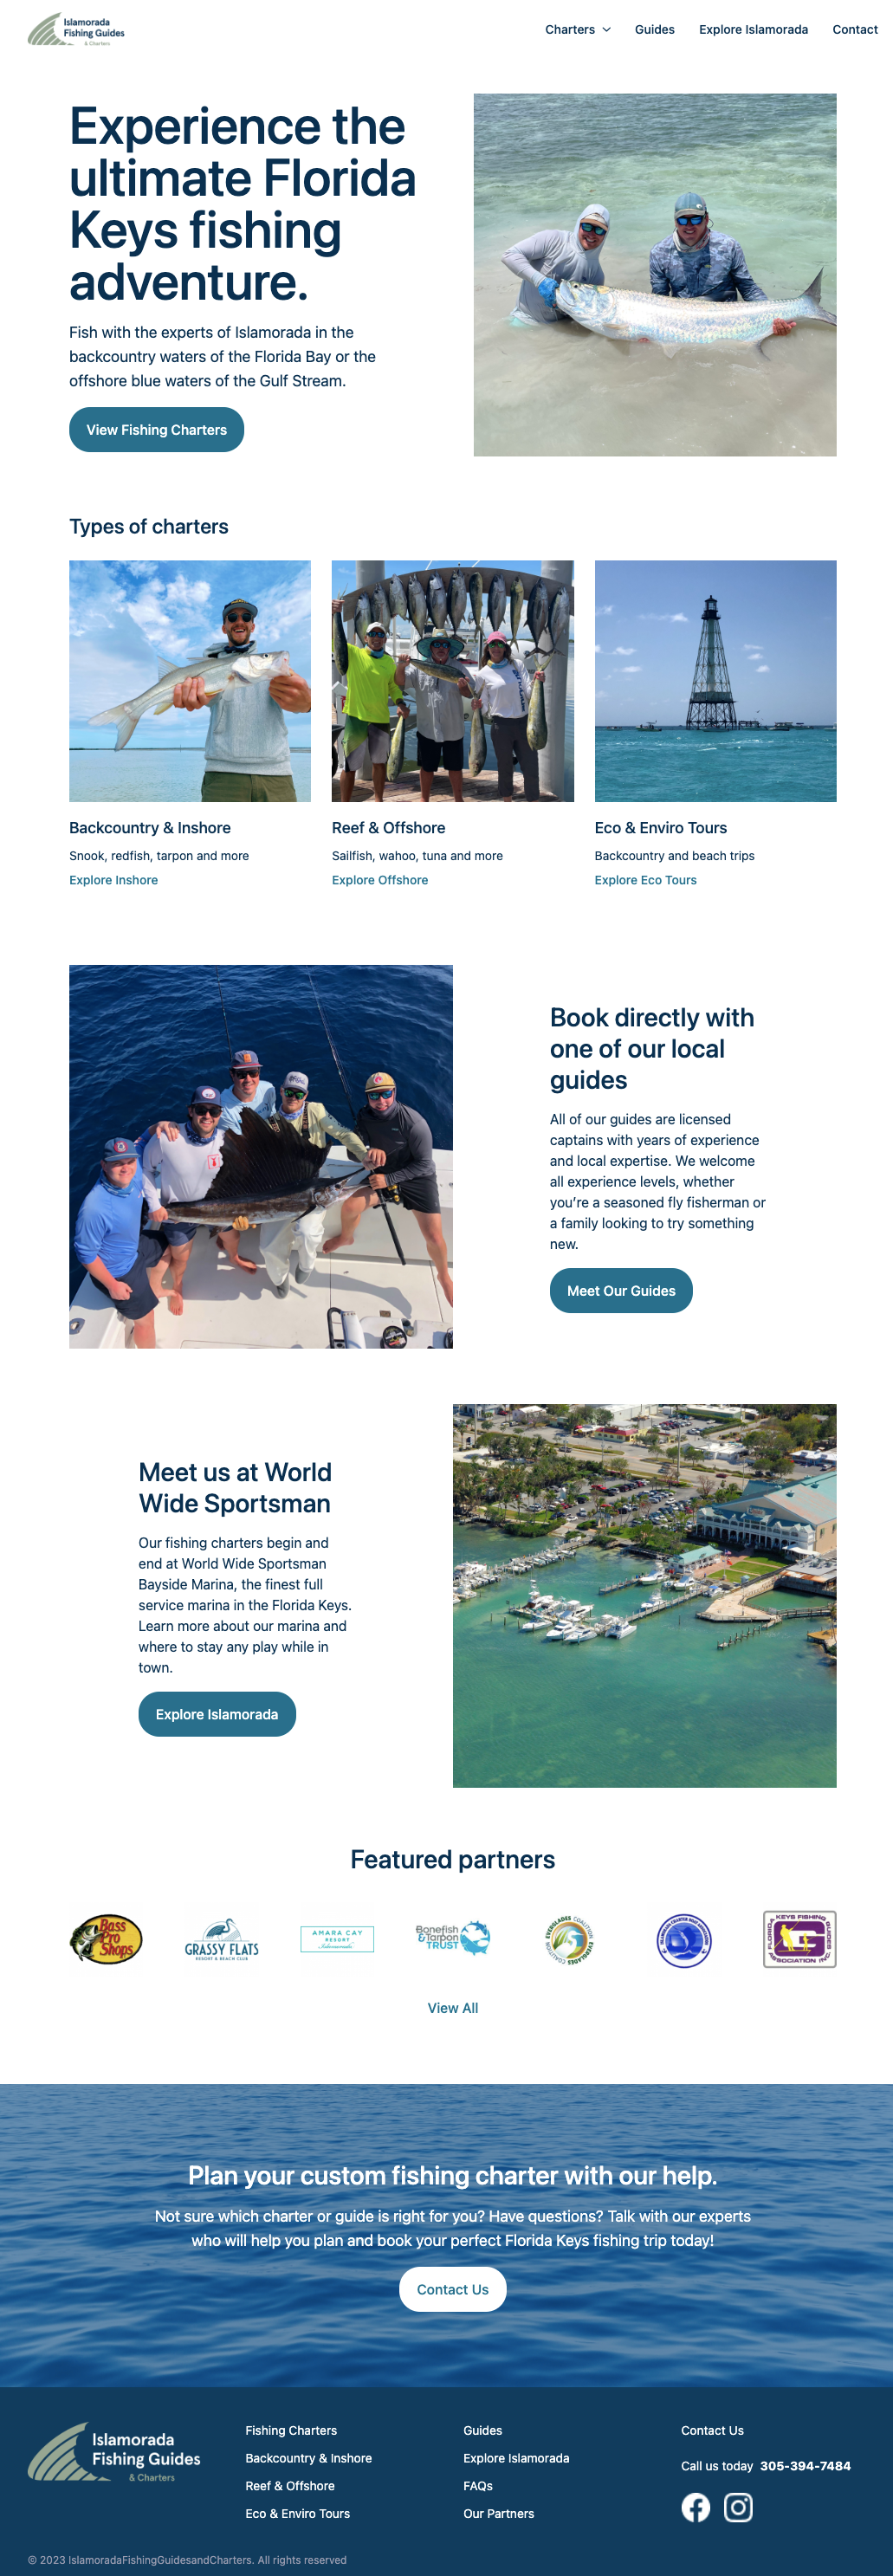 Islamorada
Fishing Guides
& Charters
Charters
Guides
Explore Islamorada
Contact
Experience the
ultimate Florida
Keys fishing
adventure.
Fish with the experts of Islamorada in the
backcountry waters of the Florida Bay or the
offshore blue waters of the Gulf Stream.
View Fishing Charters
Types of charters
Backcountry & Inshore
Snook, redfish, tarpon and more
Explore Inshore
Reef & Offshore
Sailfish, wahoo, tuna and more
Explore Offshore
Eco & Enviro Tours
Backcountry and beach trips
Explore Eco Tours
Book directly with
one of our local
guides
All of our guides are licensed
captains with years of experience
and local expertise. We welcome
all experience levels, whether
you're a seasoned fly fisherman or
a family looking to try something
new.
Meet Our Guides
Meet us at World
Wide Sportsman
Our fishing charters begin and
end at World Wide Sportsman
Bayside Marina, the finest full
service marina in the Florida Keys.
Learn more about our marina and
where to stay any play while in
town.
Explore Islamorada
Featured partners
Bass
Pro
Shops
GRASSY FLATS
RESORT & BEACH CLUB
AMARA CAY
RESORT
Islamorada
Bonefish
& Tarpon
TRUST
EVERGLADES COALITION
EVERGLADES COALITION
FLORIDA KEYS FISHING GUIDES
ASSOCIATION INC.
View All
Plan your custom fishing charter with our help.
Not sure which charter or guide is right for you? Have questions? Talk with our experts
who will help you plan and book your perfect Florida Keys fishing trip today!
Contact Us
Islamorada
Fishing Guides
& Charters
Fishing Charters
Backcountry & Inshore
Reef & Offshore
Eco & Enviro Tours
Guides
Explore Islamorada
FAQs
Our Partners
Contact Us
Call us today 305-394-7484
© 2023 IslamoradaFishingGuidesandCharters. All rights reserved